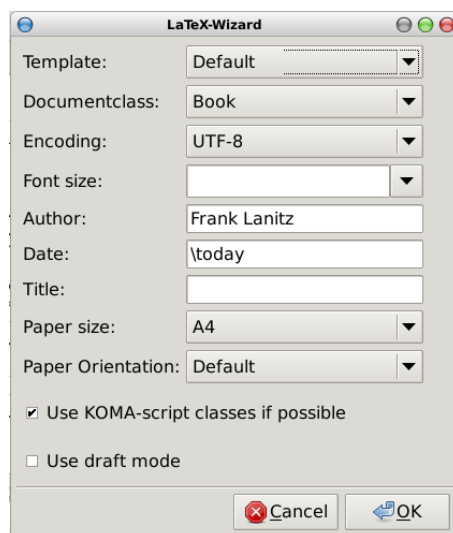 LaTeX-Wizard
Template: Default
Documentclass: Book
Encoding: UTF-8
Font size:
Author: Frank Lanitz
Date: \today
Title:
Paper size: A4
Paper Orientation: Default
Use KOMA-script classes if possible
Use draft mode
Cancel OK